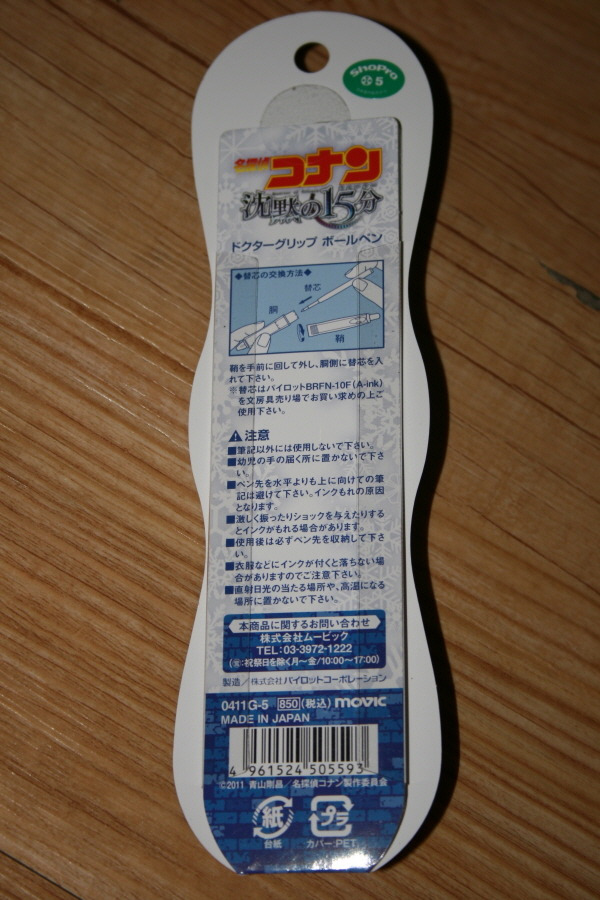 ShoPro
5
名探偵
コナン
沈黙の15分
ドクターグリップ ボールペン
◆替芯の交換方法◆
替芯
胴
鞘
鞘を手前に回して外し、胴側に替芯を入
れて下さい。
※替芯はパイロットBRFN-10F(A-ink)
を文房具売り場でお買い求めの上ご
使用下さい。
注意
■筆記以外には使用しないで下さい。
■幼児の手の届く所に置かないで下さ
い。
■ペン先を水平よりも上に向けての筆
記は避けて下さい。インクもれの原因
となります。
■激しく振ったりショックを与えたりする
とインクがもれる場合があります。
■使用後は必ずペン先を収納して下さ
い。
■衣服などにインクが付くと落ちない場
合がありますのでご注意下さい。
■直射日光の当たる場所や、高温になる
場所に置かないで下さい。
本商品に関するお問い合わせ
株式会社ムービック
TEL:03-3972-1222
(※:祝祭日を除く月〜金/10:00〜17:00)
製造/株式会社パイロットコーポレーション
0411G-5 850(税込) movic
MADE IN JAPAN
4 961524 505593
©2011 青山剛昌/名探偵コナン製作委員会
紙
台紙
プラ
カバー:PET